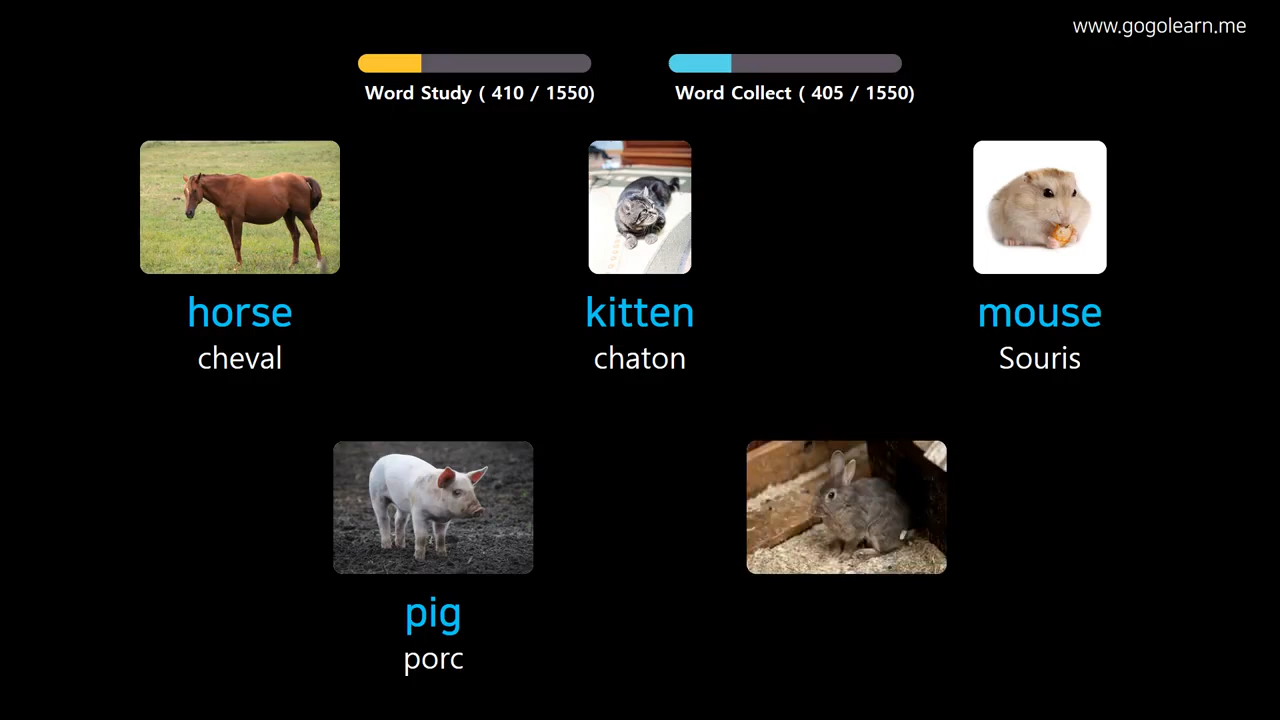 www.gogolearn.me
Word Study ( 410 / 1550)
Word Collect ( 405 / 1550)
horse
cheval
kitten
chaton
mouse
Souris
pig
porc